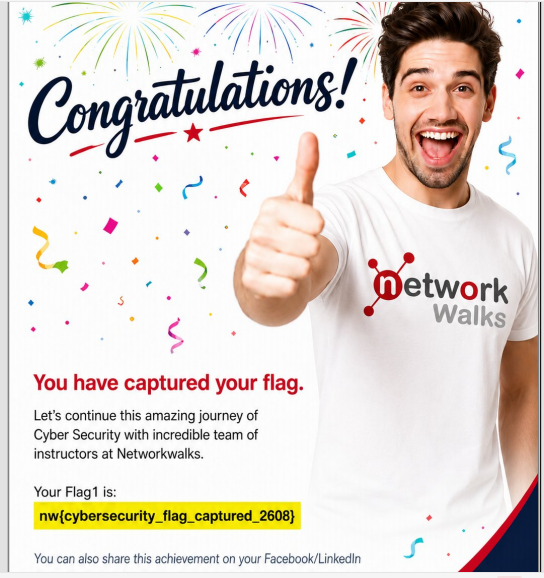 Congratulations!
network
Walks
You have captured your flag.
Let's continue this amazing journey of
Cyber Security with incredible team of
instructors at Networkwalks.
Your Flag1 is:
nw{cybersecurity_flag_captured_2608}
You can also share this achievement on your Facebook/LinkedIn